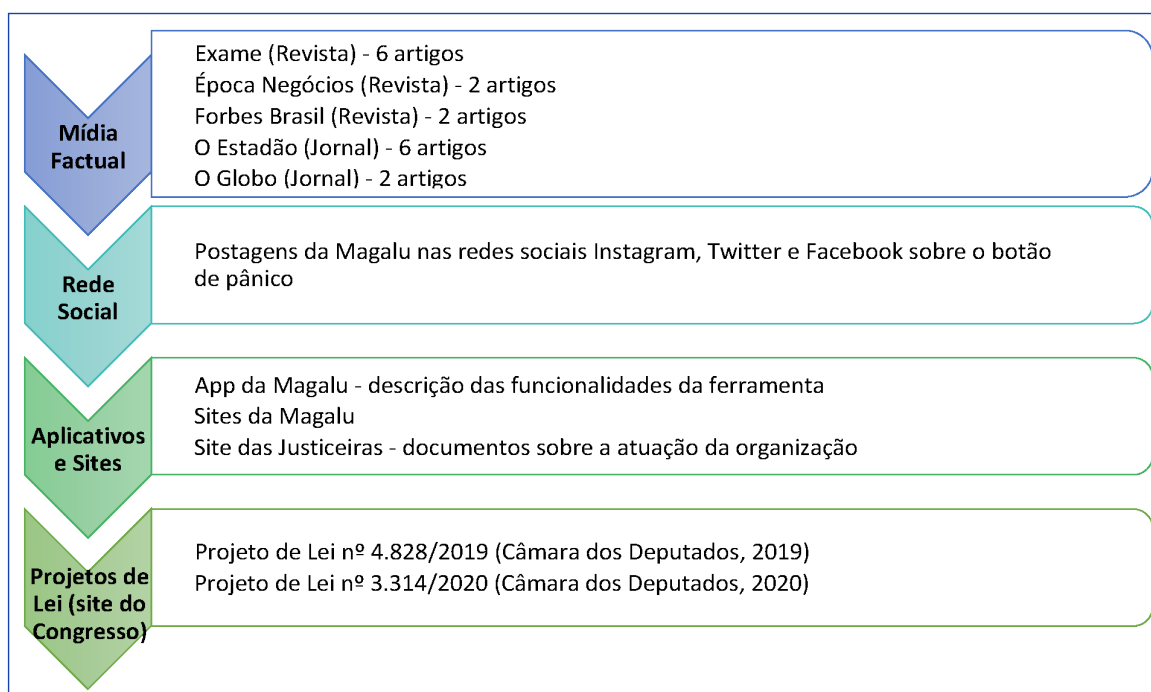 Mídia
Factual
Exame (Revista) - 6 artigos
Época Negócios (Revista) - 2 artigos
Forbes Brasil (Revista) - 2 artigos
O Estadão (Jornal) - 6 artigos
O Globo (Jornal) - 2 artigos
Rede
Social
Postagens da Magalu nas redes sociais Instagram, Twitter e Facebook sobre o botão
de pânico
Aplicativos
e Sites
App da Magalu - descrição das funcionalidades da ferramenta
Sites da Magalu
Site das Justiceiras - documentos sobre a atuação da organização
Projetos de
Lei (site do
Congresso)
Projeto de Lei nº 4.828/2019 (Câmara dos Deputados, 2019)
Projeto de Lei nº 3.314/2020 (Câmara dos Deputados, 2020)